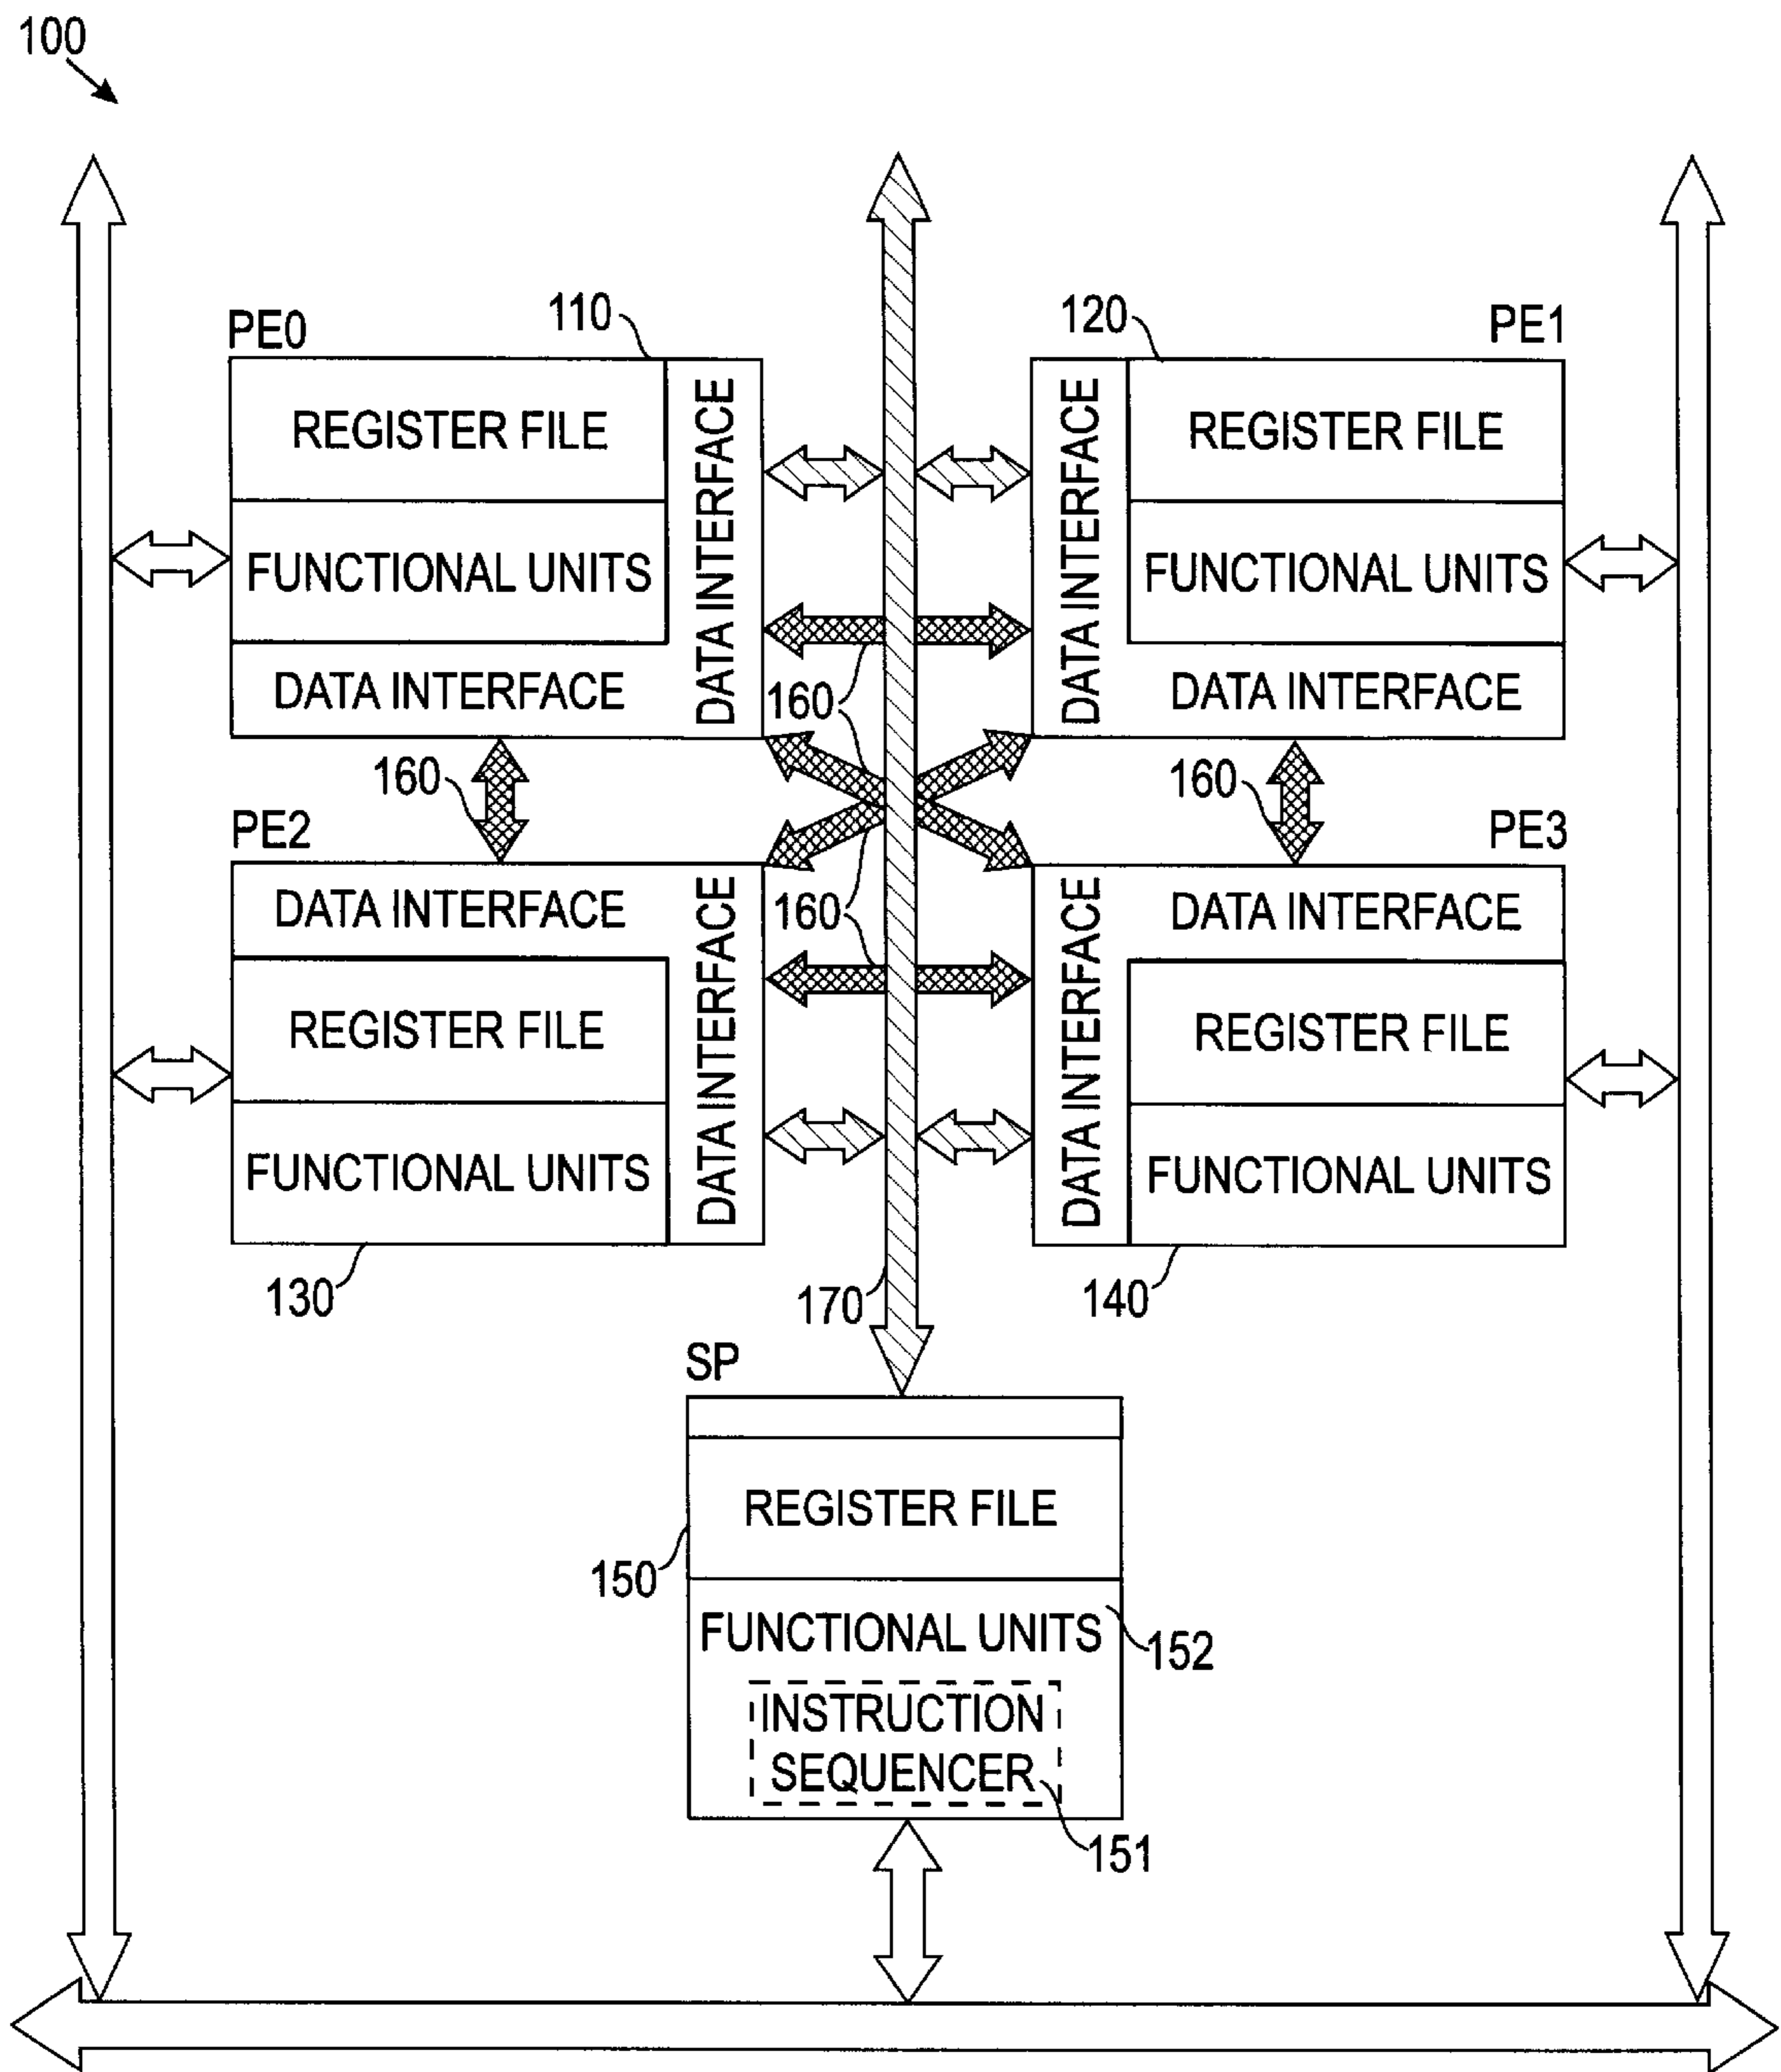 100
PE0
110
120
PE1
REGISTER FILE
FUNCTIONAL UNITS
DATA INTERFACE
DATA INTERFACE
DATA INTERFACE
REGISTER FILE
FUNCTIONAL UNITS
DATA INTERFACE
160
160
160
PE2
PE3
160
DATA INTERFACE
REGISTER FILE
FUNCTIONAL UNITS
DATA INTERFACE
DATA INTERFACE
DATA INTERFACE
REGISTER FILE
FUNCTIONAL UNITS
130
170
140
SP
REGISTER FILE
150
FUNCTIONAL UNITS
152
INSTRUCTION
SEQUENCER
151